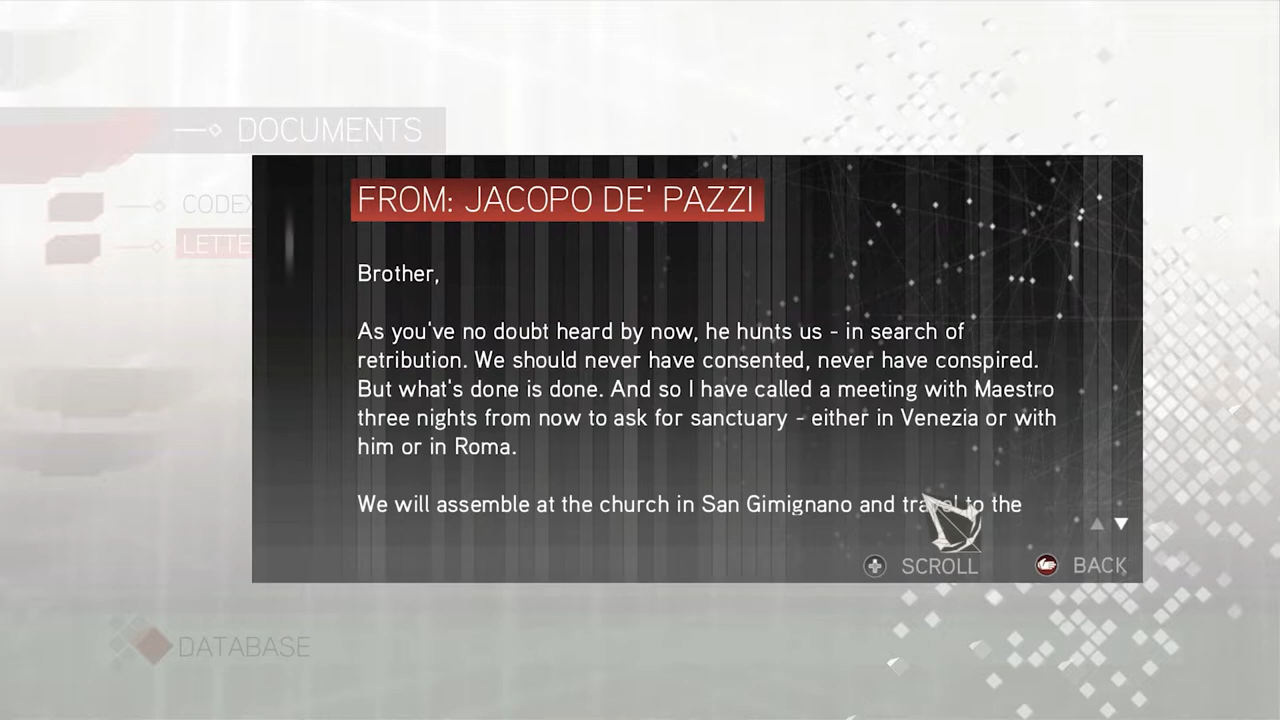 DOCUMENTS
FROM: JACOPO DE' PAZZI
CODEX
LETTE
Brother,
As you've no doubt heard by now, he hunts us - in search of
retribution. We should never have consented, never have conspired.
But what's done is done. And so I have called a meeting with Maestro
three nights from now to ask for sanctuary - either in Venezia or with
him or in Roma.
We will assemble at the church in San Gimignano and travel to the
SCROLL
BACK
DATABASE